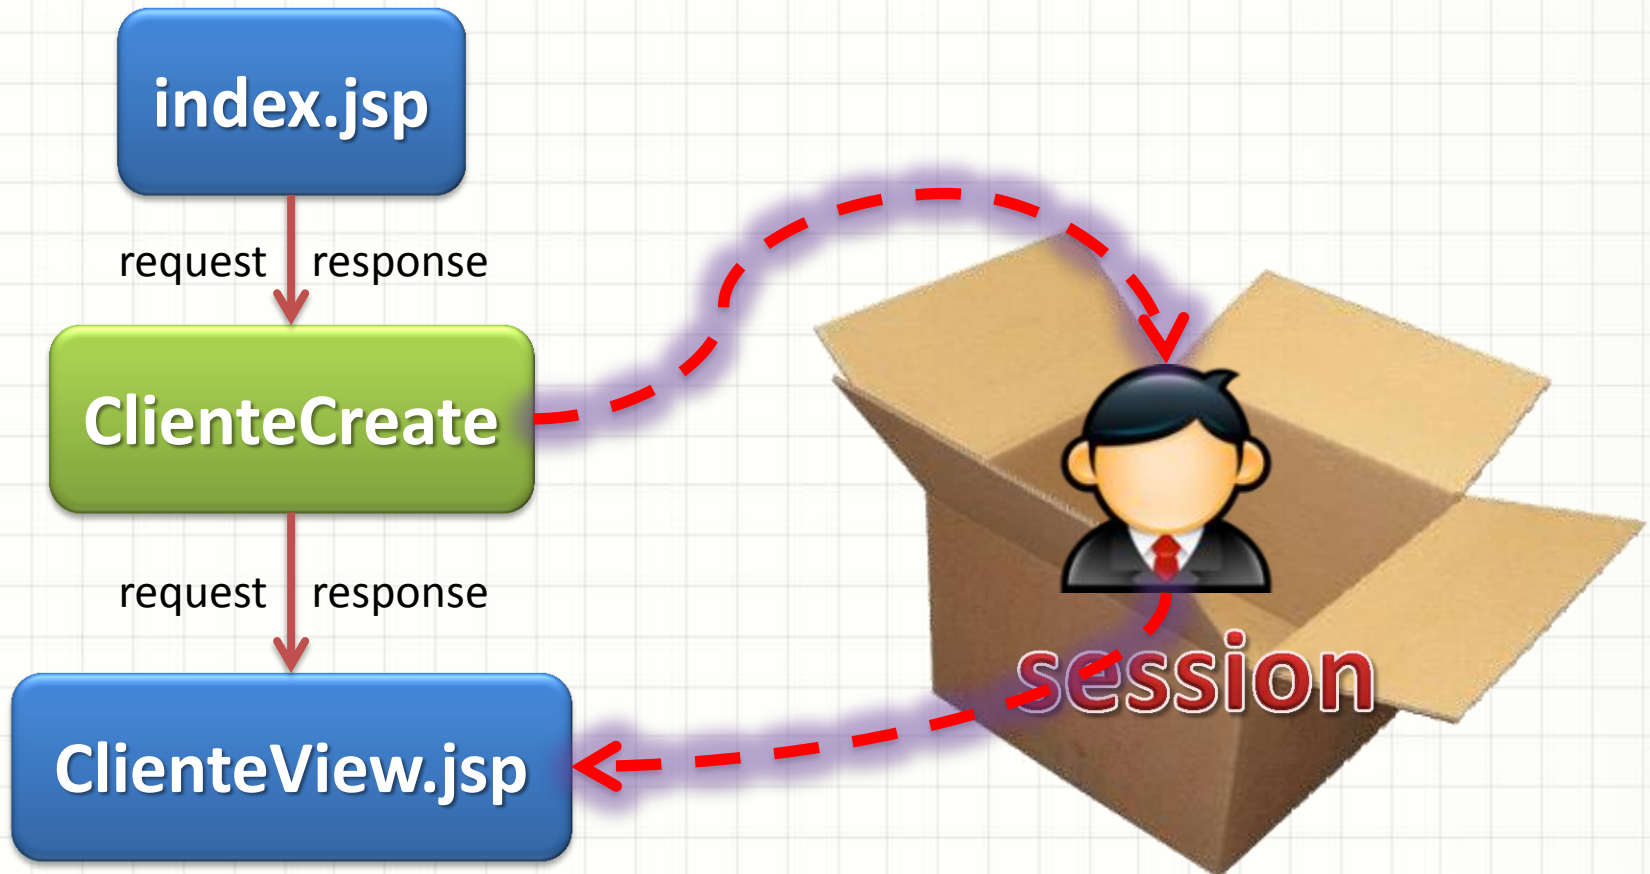 index.jsp
request response
ClienteCreate
request response
session
ClienteView.jsp